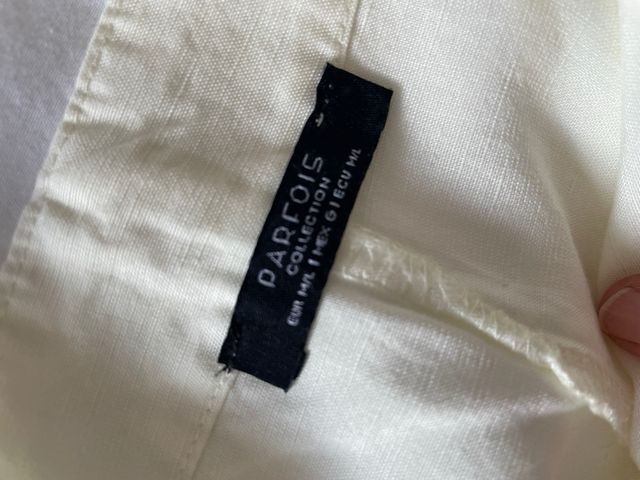 PARFOIS
COLLECTION
EUR M/L | MEX G | ECU M/L